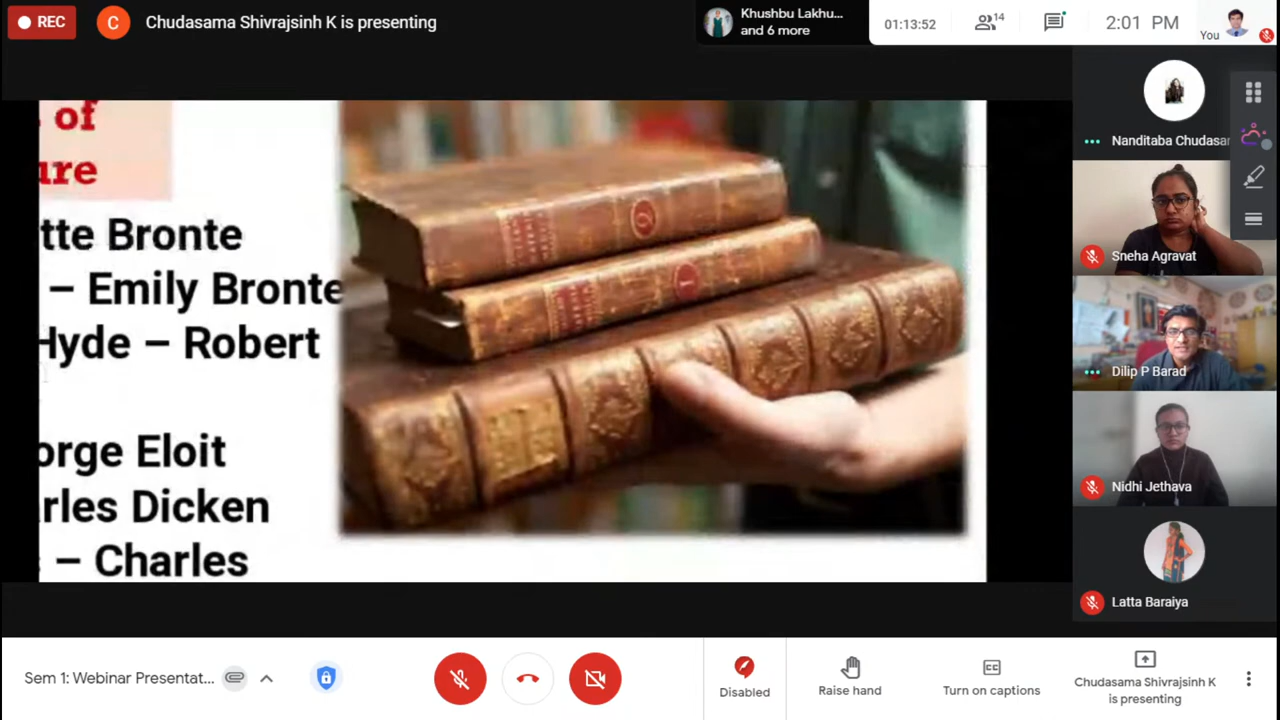 REC
C
Chudasama Shivrajsinh K is presenting
Khushbu Lakhu...
and 6 more
01:13:52
14
2:01 PM
You
of
ure
tte Bronte
– Emily Bronte
Hyde – Robert
orge Eloit
rles Dicken
– Charles
Nanditaba Chudasar
Sneha Agravat
Dilip P Barad
Nidhi Jethava
Latta Baraiya
Sem 1: Webinar Presentat...
Disabled
Raise hand
CC
Turn on captions
Chudasama Shivrajsinh K
is presenting